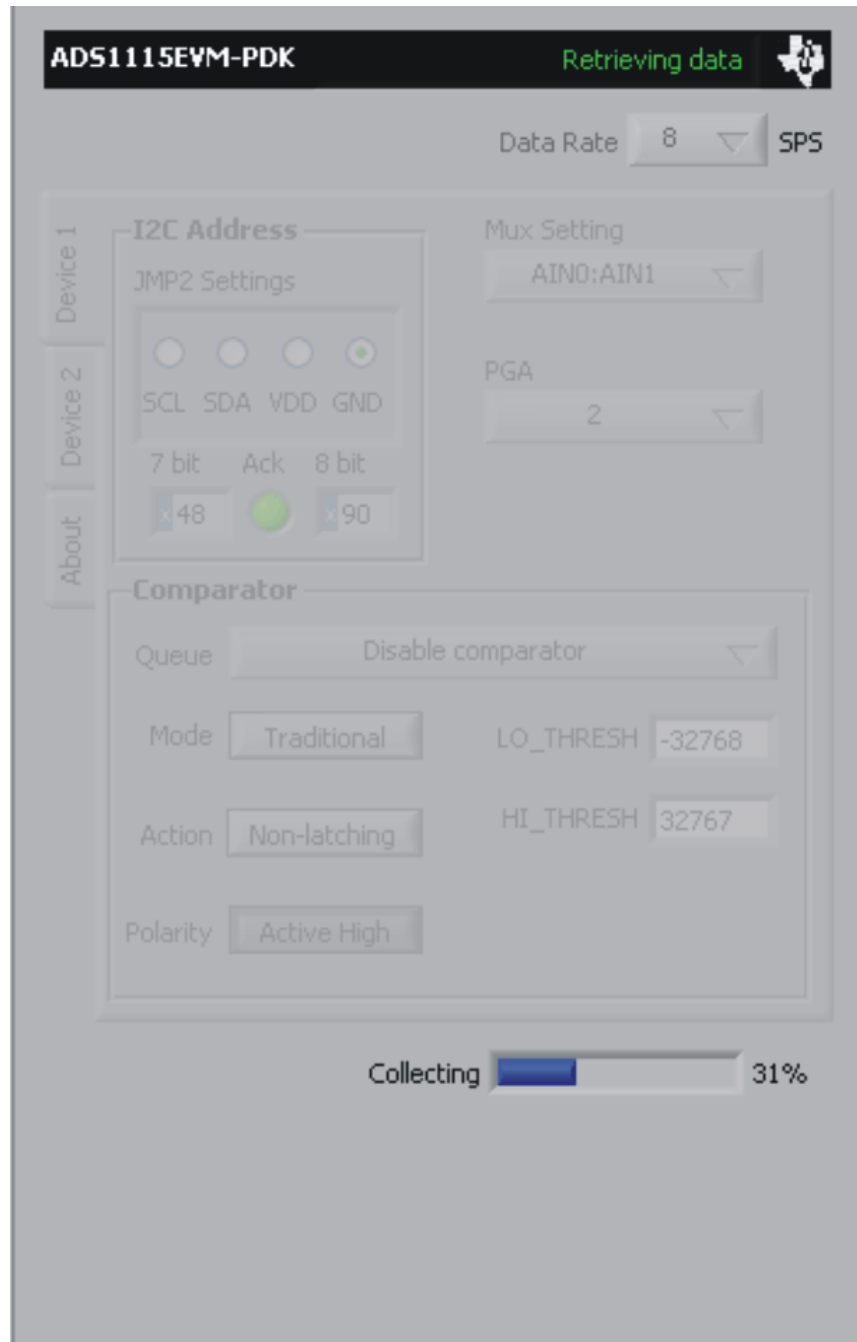 ADS1115EVM-PDK Retrieving data
Data Rate 8 SPS
Device 1
Device 2
About
I2C Address
JMP2 Settings
SCL SDA VDD GND
7 bit Ack 8 bit
x 48 x 90
Mux Setting
AIN0:AIN1
PGA
2
Comparator
Queue Disable comparator
Mode Traditional LO_THRESH -32768
Action Non-latching HI_THRESH 32767
Polarity Active High
Collecting 31%